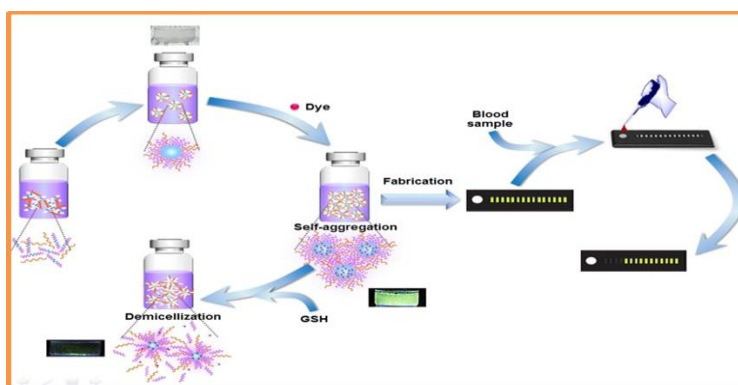 Dye
Blood
sample
Fabrication
Self-aggregation
Demicellization
GSH